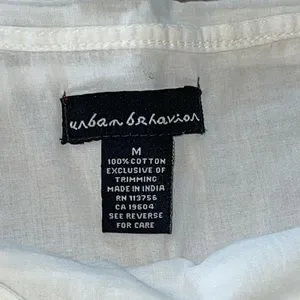 urban behavior
M
100% COTTON
EXCLUSIVE OF
TRIMMING
MADE IN INDIA
RN 113756
CA 19604
SEE REVERSE
FOR CARE